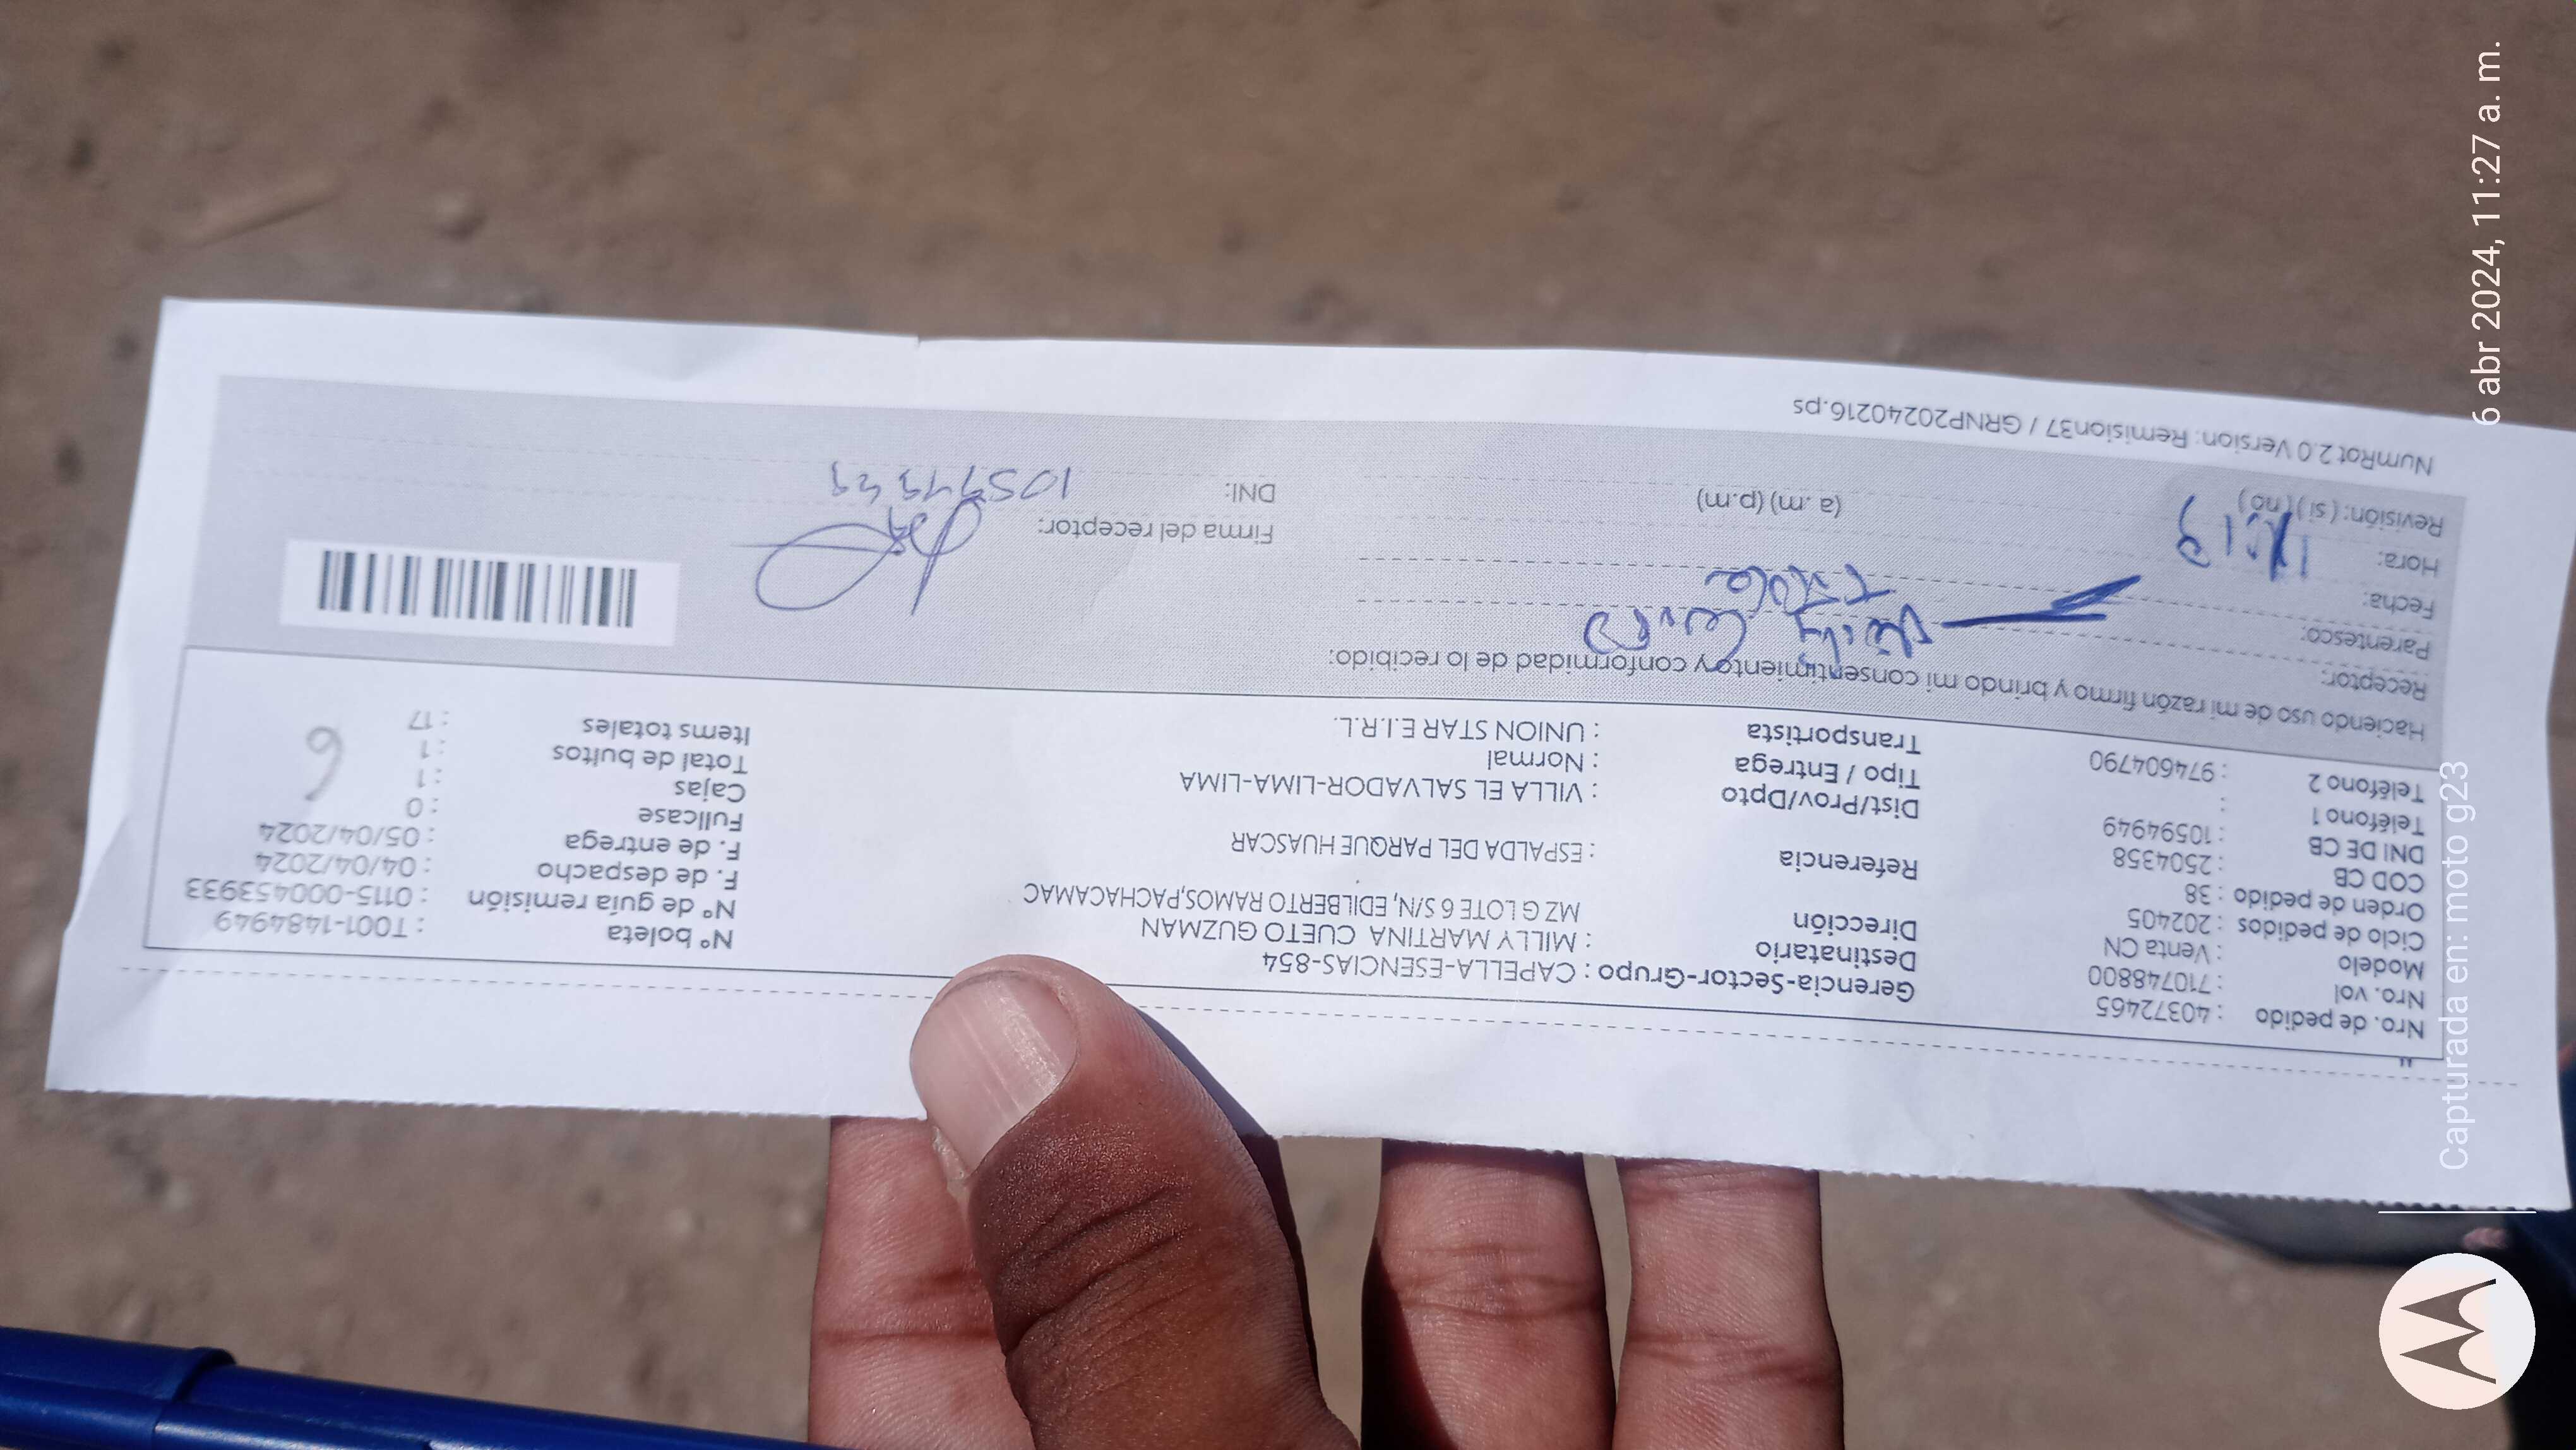 Nro. de pedido : 40372465
Nro. vol : 710748800
Modelo : Venta CN
Ciclo de pedidos : 202405
Orden de pedido : 38
COD CB : 2504358
DNI DE CB : 10594949
Teléfono 1 :
Teléfono 2 : 974604790
Gerencia-Sector-Grupo : CAPELLA-ESENCIAS-854
Destinatario : MILLY MARTINA CUETO GUZMAN
Dirección MZ G LOTE 6 S/N, EDILBERTO RAMOS,PACHACAMAC
Referencia : ESPALDA DEL PARQUE HUASCAR
Dist/Prov/Dpto : VILLA EL SALVADOR-LIMA-LIMA
Tipo / Entrega : Normal
Transportista : UNION STAR E.I.R.L.
N° boleta : T001-1484949
N° de guía remisión : 0115-000453933
F. de despacho : 04/04/2024
F. de entrega : 05/04/2024
Fullcase : 0
Cajas : 1
Total de bultos : 1
Items totales : 17
6
Haciendo uso de mi razón firmo y brindo mi consentimiento y conformidad de lo recibido:
Receptor:
Parentesco:
Fecha:
Hora: (a .m) (p.m)
Revisión: ( si ) ( no )
Firma del receptor:
DNI:
NumRot 2.0 Version: Remision37 / GRNP20240216.ps
Capturada en: moto g23
6 abr 2024, 11:27 a. m.